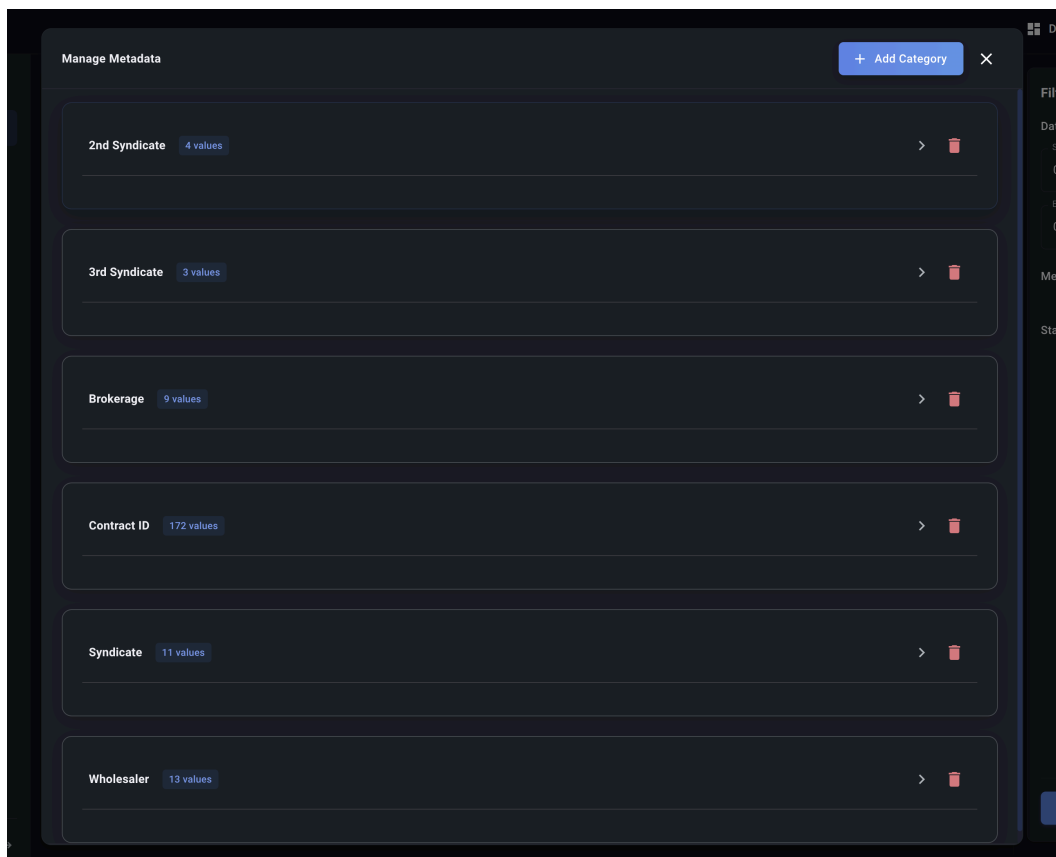 Manage Metadata
+ Add Category
2nd Syndicate 4 values
3rd Syndicate 3 values
Brokerage 9 values
Contract ID 172 values
Syndicate 11 values
Wholesaler 13 values